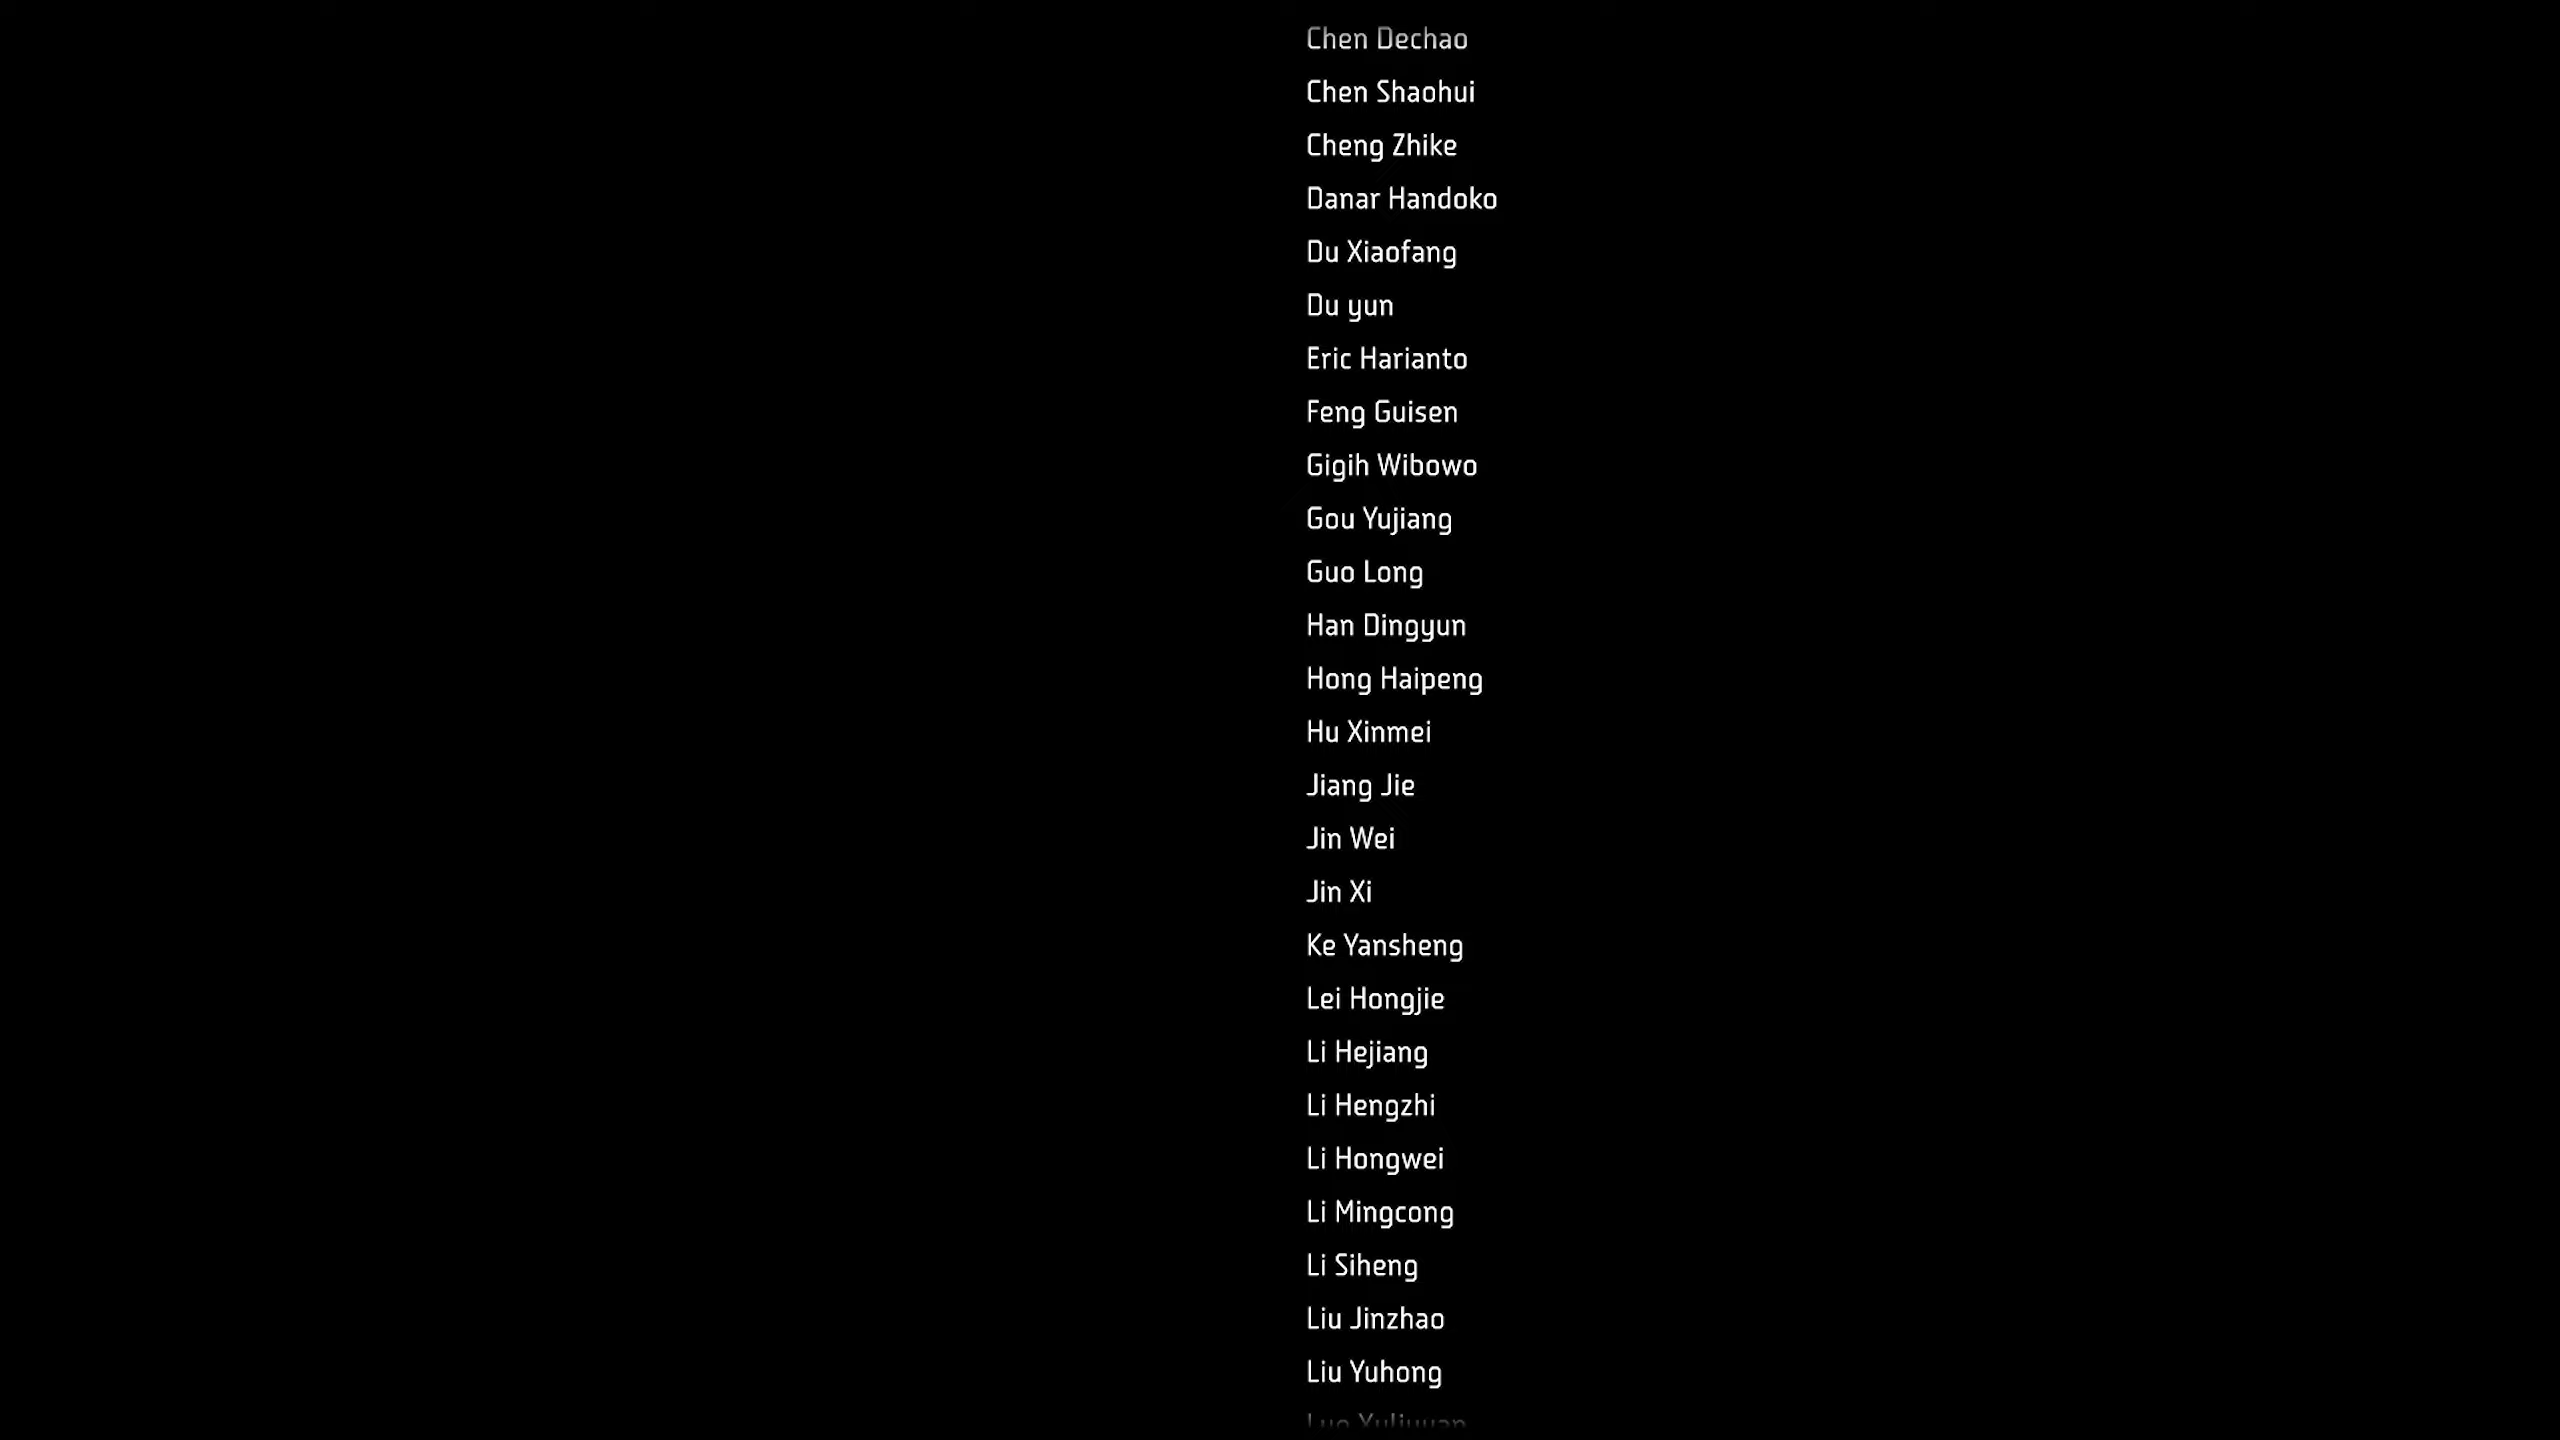 Chen Dechao
Chen Shaohui
Cheng Zhike
Danar Handoko
Du Xiaofang
Du yun
Eric Harianto
Feng Guisen
Gigih Wibowo
Gou Yujiang
Guo Long
Han Dingyun
Hong Haipeng
Hu Xinmei
Jiang Jie
Jin Wei
Jin Xi
Ke Yansheng
Lei Hongjie
Li Hejiang
Li Hengzhi
Li Hongwei
Li Mingcong
Li Siheng
Liu Jinzhao
Liu Yuhong